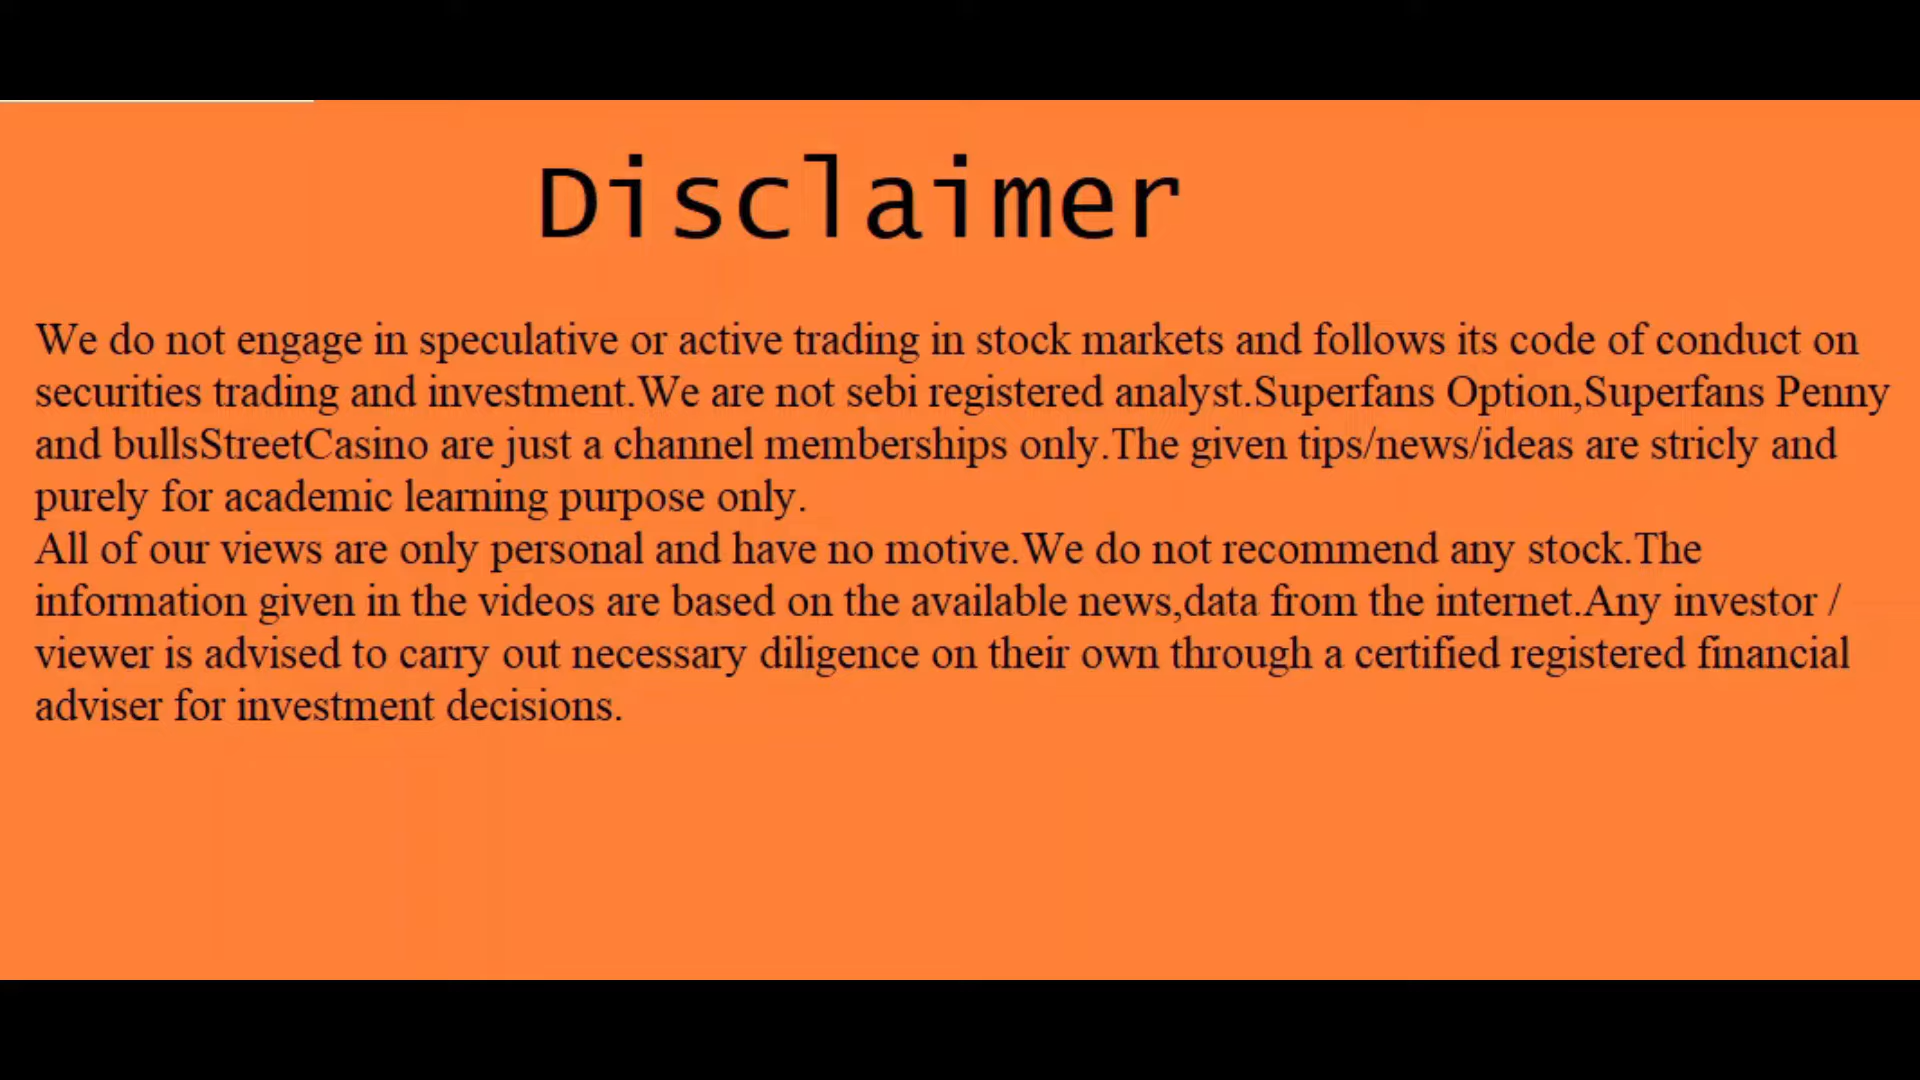 Disclaimer
We do not engage in speculative or active trading in stock markets and follows its code of conduct on
securities trading and investment.We are not sebi registered analyst.Superfans Option,Superfans Penny
and bullsStreetCasino are just a channel memberships only.The given tips/news/ideas are stricly and
purely for academic learning purpose only.
All of our views are only personal and have no motive.We do not recommend any stock.The
information given in the videos are based on the available news,data from the internet.Any investor /
viewer is advised to carry out necessary diligence on their own through a certified registered financial
adviser for investment decisions.